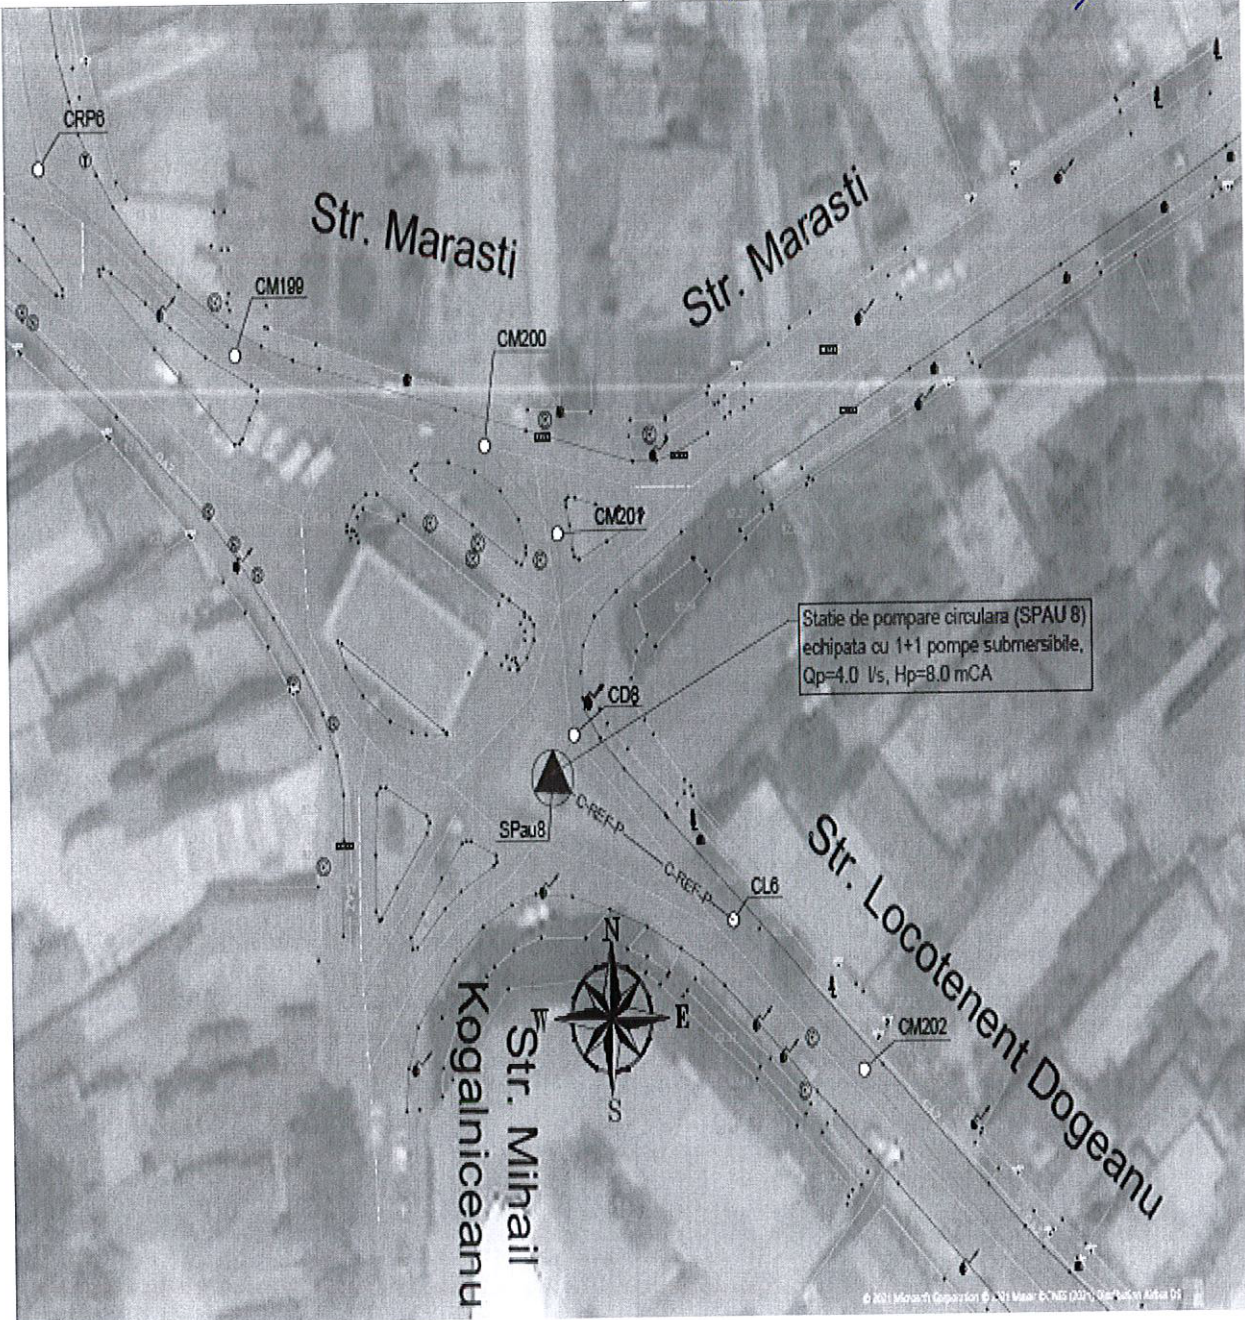 CRP6
Str. Marasti
Str. Marasti
CM199
CM200
CM201
Statie de pompare circulara (SPAU 8)
echipata cu 1+1 pompe submersibile,
Qp=4.0 l/s, Hp=8.0 mCA
CD8
C-REF-P
SPau8
C-REF-P
CL6
Str. Locotenent Dogeanu
N
W
E
S
CM202
Str. Mihail
Kogalniceanu